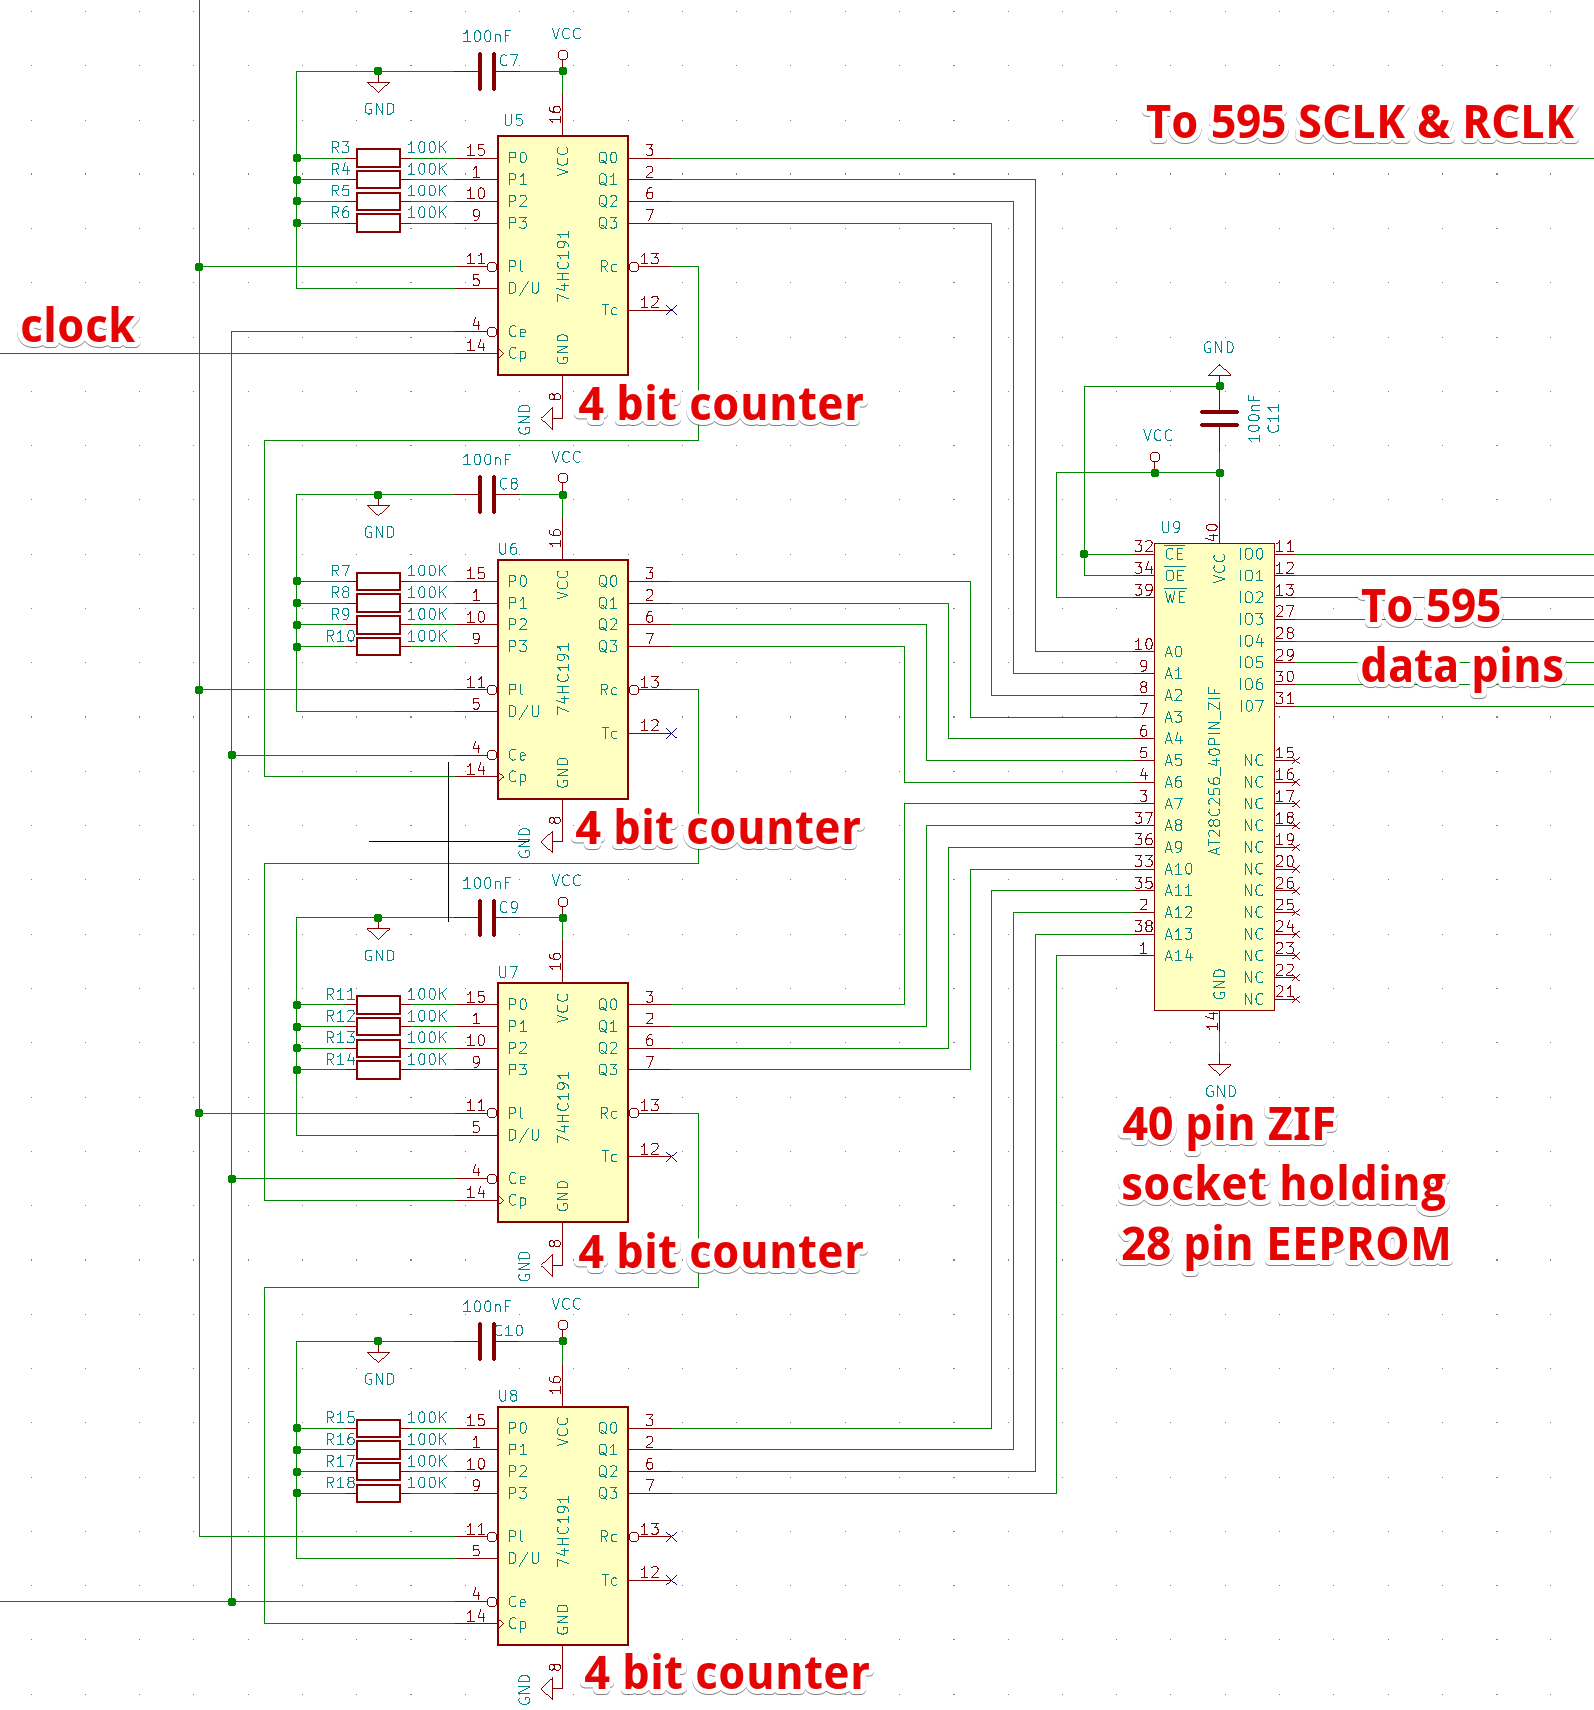 100nF
C7
VCC
GND
16
U5
To 595 SCLK & RCLK
R3 100K 15 P0 VCC Q0 3
R4 100K 1 P1 Q1 2
R5 100K 10 P2 Q2 6
R6 100K 9 P3 Q3 7
74HC191
11 Pl Rc 13
5 D/U
Tc 12
clock
4 Ce
14 Cp GND
8
GND
4 bit counter
100nF
C8
VCC
GND
16
U6
R7 100K 15 P0 VCC Q0 3
R8 100K 1 P1 Q1 2
R9 100K 10 P2 Q2 6
R10 100K 9 P3 Q3 7
74HC191
11 Pl Rc 13
5 D/U
Tc 12
4 Ce
14 Cp GND
8
GND
4 bit counter
100nF
C9
VCC
GND
16
U7
R11 100K 15 P0 VCC Q0 3
R12 100K 1 P1 Q1 2
R13 100K 10 P2 Q2 6
R14 100K 9 P3 Q3 7
74HC191
11 Pl Rc 13
5 D/U
Tc 12
4 Ce
14 Cp GND
8
GND
4 bit counter
100nF
C10
VCC
GND
16
U8
R15 100K 15 P0 VCC Q0 3
R16 100K 1 P1 Q1 2
R17 100K 10 P2 Q2 6
R18 100K 9 P3 Q3 7
74HC191
11 Pl Rc 13
5 D/U
Tc 12
4 Ce
14 Cp GND
8
GND
4 bit counter
GND
100nF
C11
VCC
U9
40
32 CE VCC IO0 11
34 OE IO1 12
39 WE IO2 13
IO3 27
IO4 28
10 A0 IO5 29
9 A1 IO6 30
8 A2 IO7 31
7 A3
6 A4
5 A5 NC 15
4 A6 NC 16
3 A7 NC 17
37 A8 NC 18
36 A9 NC 19
33 A10 NC 20
35 A11 NC 26
2 A12 NC 25
38 A13 NC 24
1 A14 NC 23
NC 22
NC 21
AT28C256_40PIN_ZIF
GND
14
GND
To 595
data pins
40 pin ZIF
socket holding
28 pin EEPROM